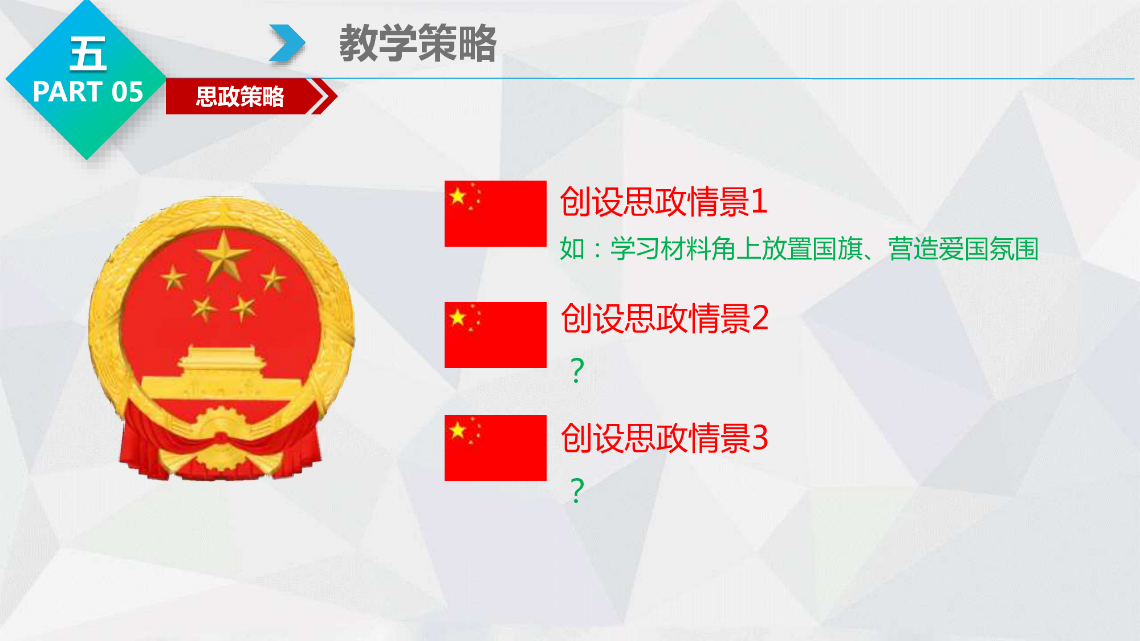 五
PART 05
教学策略
思政策略
创设思政情景1
如：学习材料角上放置国旗、营造爱国氛围
创设思政情景2
？
创设思政情景3
？